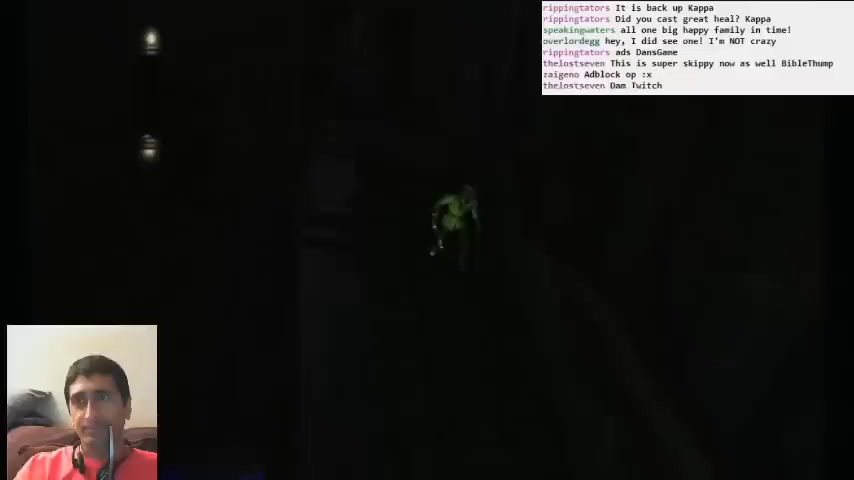 rippingtators It is back up Kappa
rippingtators Did you cast great heal? Kappa
speakingwaters all one big happy family in time!
overlordegg hey, I did see one! I'm NOT crazy
rippingtators ads DansGame
thelostseven This is super skippy now as well BibleThump
zaigeno Adblock op :x
thelostseven Dam Twitch